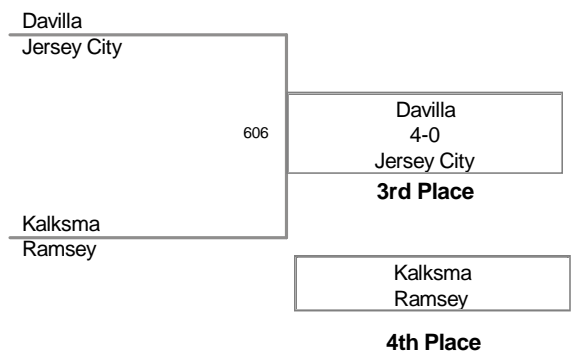 Davilla
Jersey City
606
Davilla
4-0
Jersey City
3rd Place
Kalksma
Ramsey
Kalksma
Ramsey
4th Place